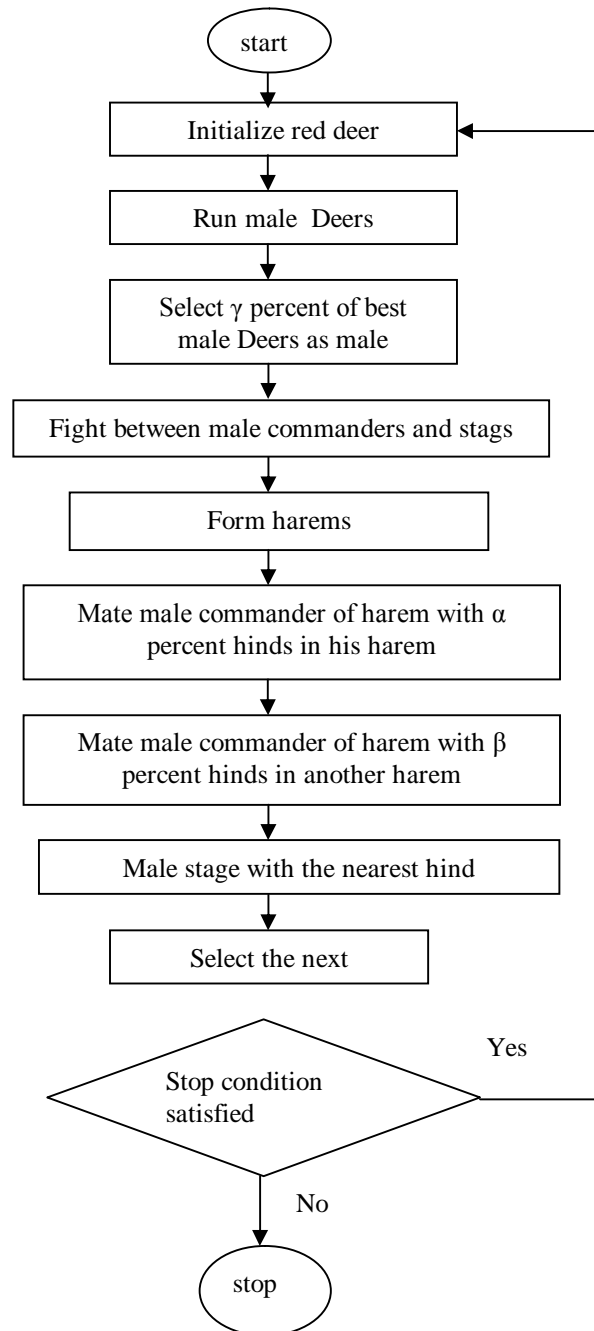 start
Initialize red deer
Run male Deers
Select γ percent of best
male Deers as male
Fight between male commanders and stags
Form harems
Mate male commander of harem with α
percent hinds in his harem
Mate male commander of harem with β
percent hinds in another harem
Male stage with the nearest hind
Select the next
Yes
Stop condition
satisfied
No
stop